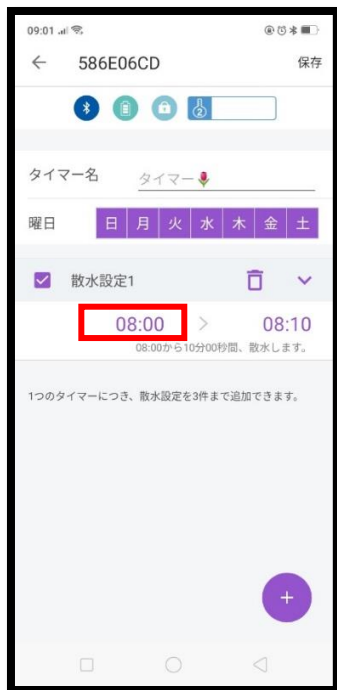 09:01
586E06CD 保存
2
タイマー名 タイマー🌷
曜日 日 月 火 水 木 金 土
散水設定1
08:00 > 08:10
08:00から10分00秒間、散水します。
1つのタイマーにつき、散水設定を3件まで追加できます。
+